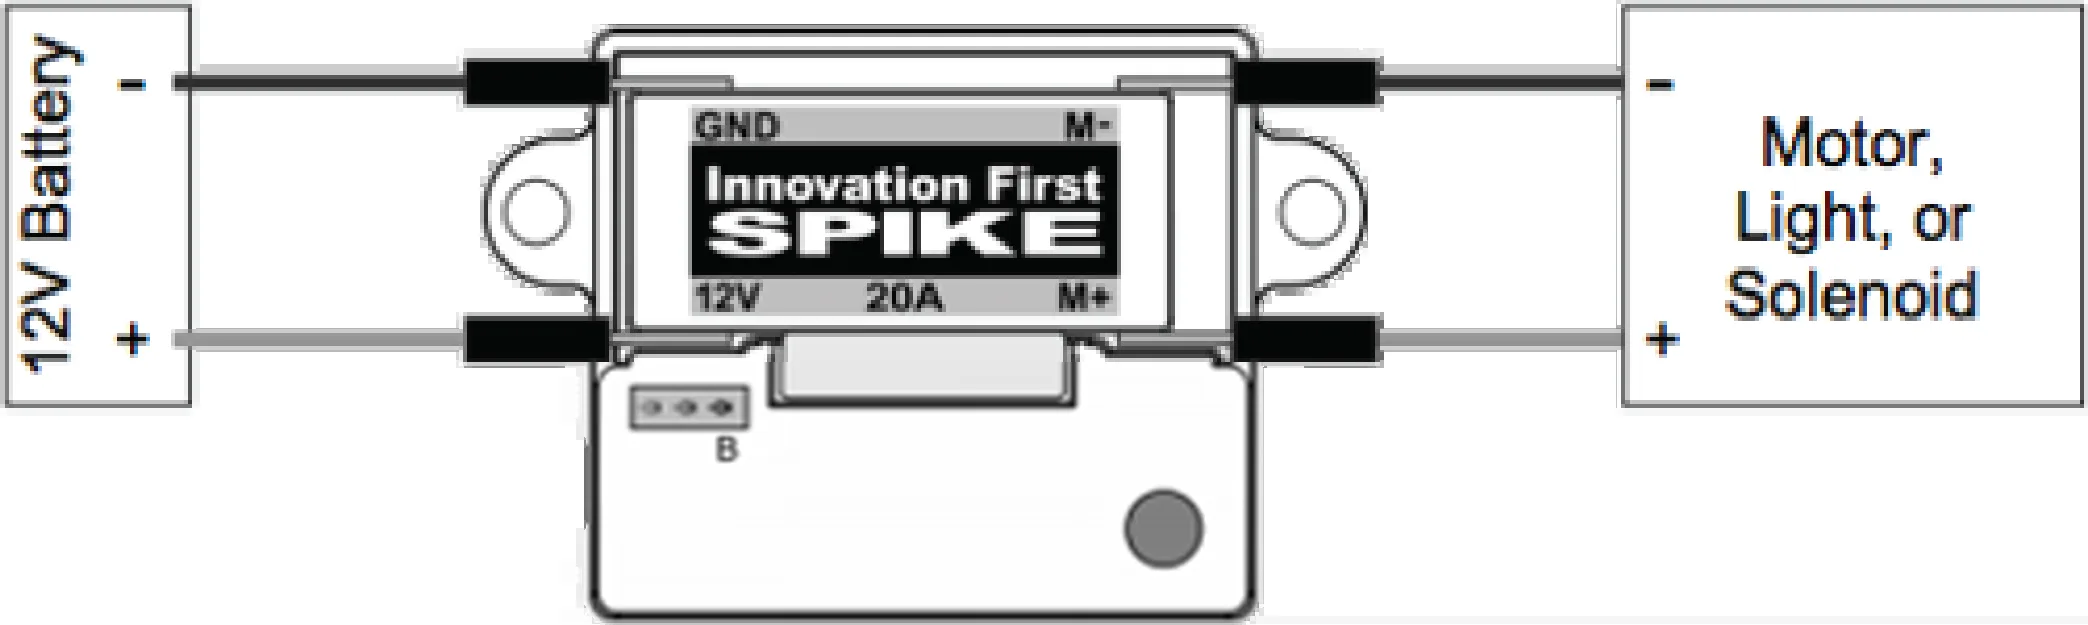 12V Battery
-
+
GND M-
Innovation First
SPIKE
12V 20A M+
B
-
Motor,
Light, or
Solenoid
+